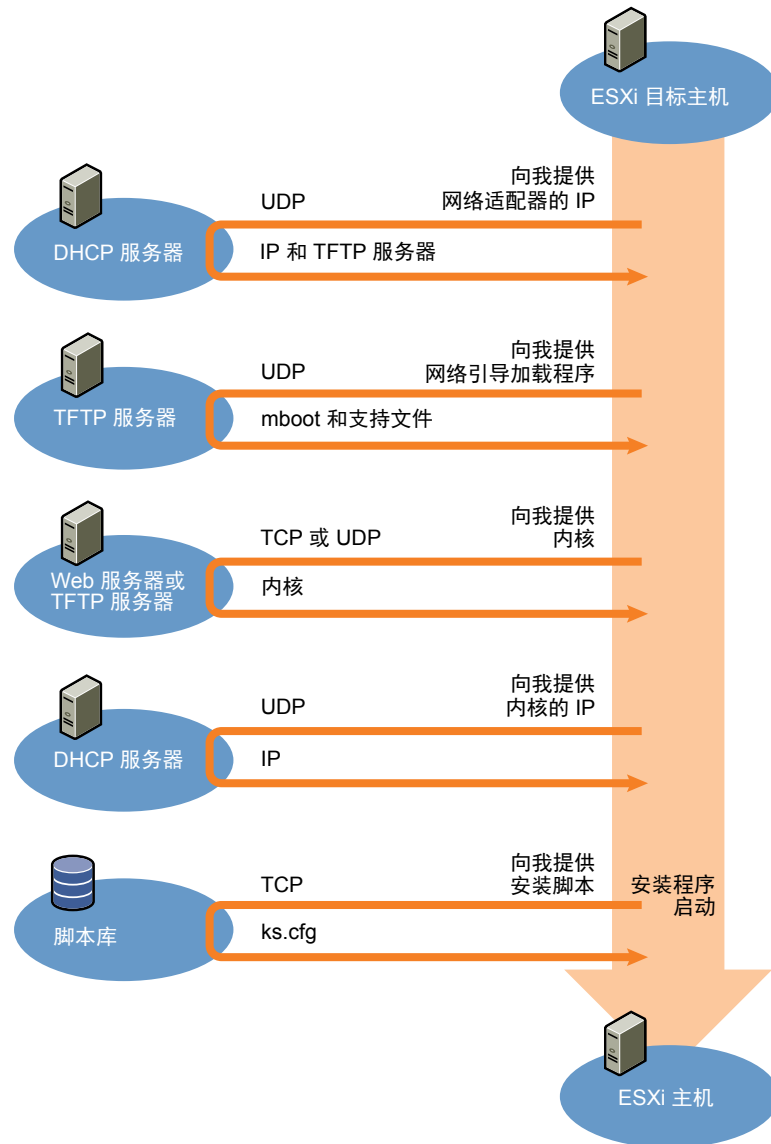 ESXi 目标主机
向我提供
UDP 网络适配器的 IP
DHCP 服务器
IP 和 TFTP 服务器
向我提供
UDP 网络引导加载程序
TFTP 服务器
mboot 和支持文件
向我提供
TCP 或 UDP 内核
Web 服务器或
TFTP 服务器
内核
向我提供
UDP 内核的 IP
DHCP 服务器
IP
向我提供
TCP 安装脚本
安装程序
启动
脚本库
ks.cfg
ESXi 主机